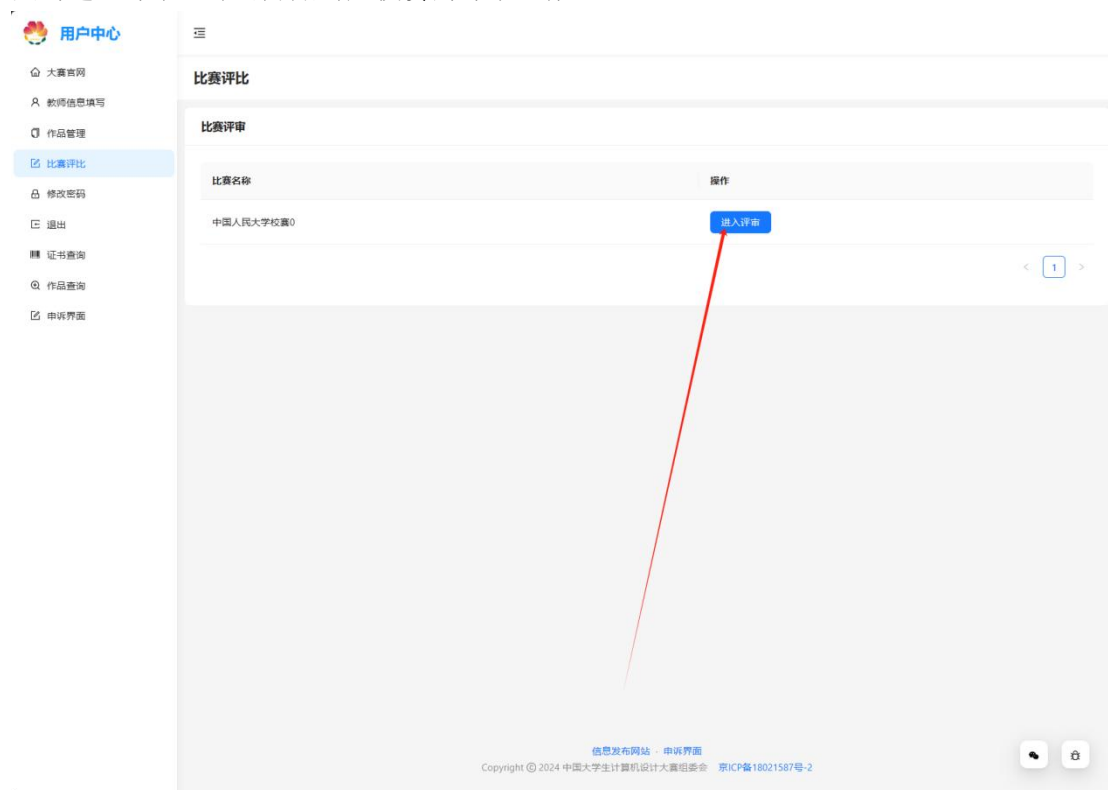 用户中心
大赛官网
教师信息填写
作品管理
比赛评比
修改密码
退出
证书查询
作品查询
申诉界面
比赛评比
比赛评审
比赛名称 操作
中国人民大学校赛0 进入评审
< 1 >
信息发布网站 · 申诉界面
Copyright © 2024 中国大学生计算机设计大赛组委会 京ICP备18021587号-2